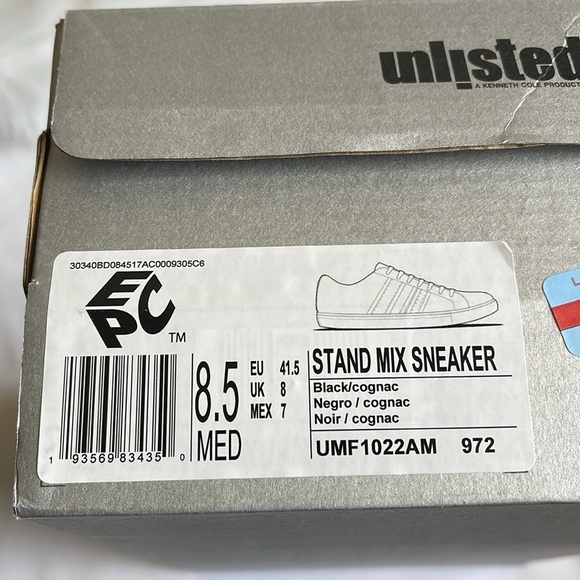 unlisted
A KENNETH COLE PRODUCT
30340BD084517AC0009305C6
EPC
TM
8.5
MED
EU 41.5
UK 8
MEX 7
STAND MIX SNEAKER
Black/cognac
Negro / cognac
Noir / cognac
UMF1022AM 972
1 93569 83435 0
L